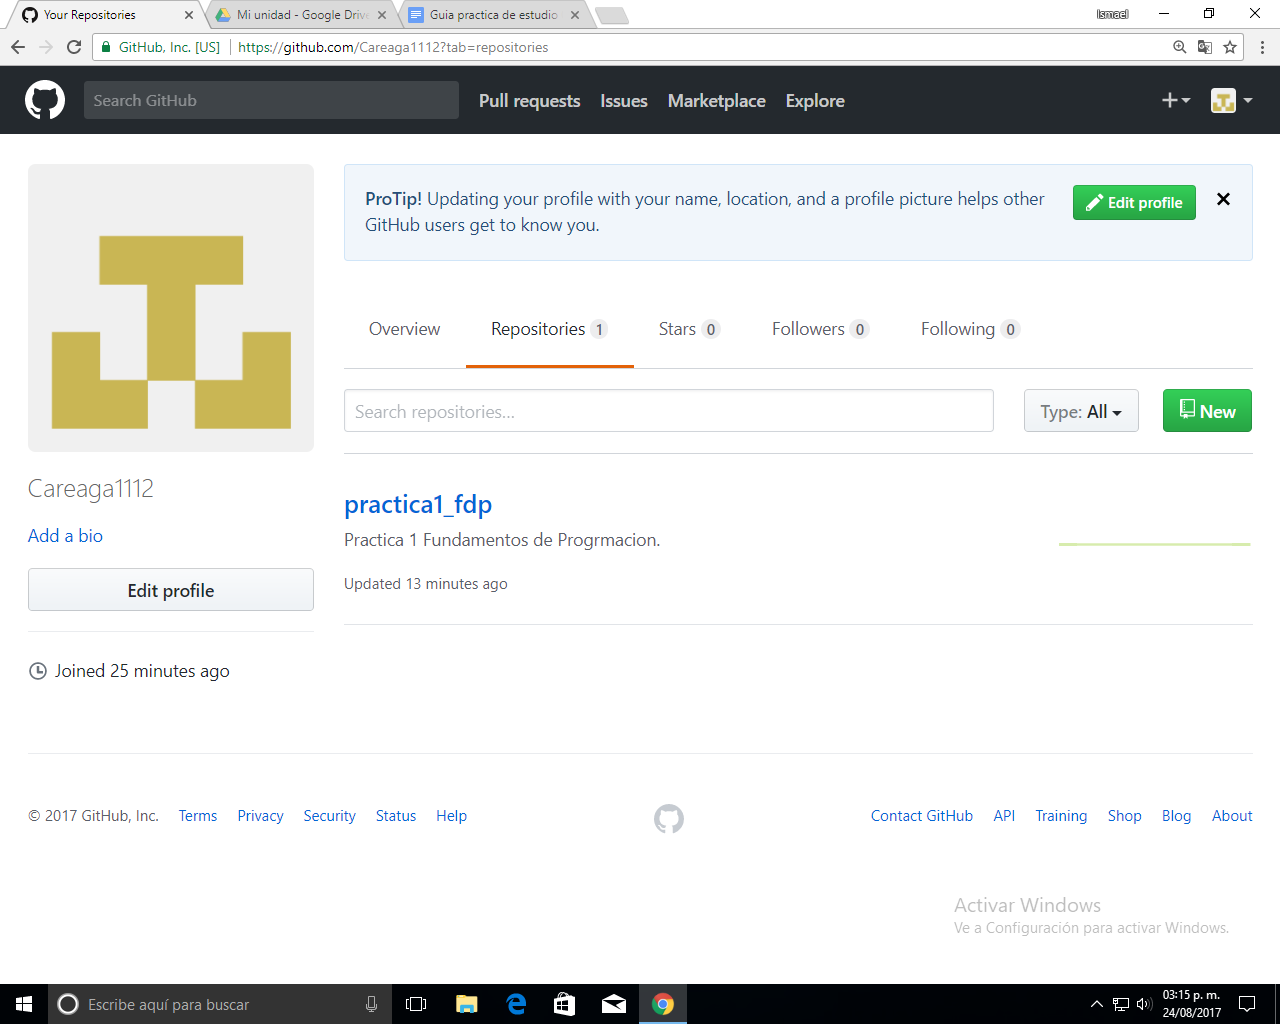 Your Repositories
Mi unidad - Google Drive
Guia practica de estudio
Ismael
GitHub, Inc. [US]
https://github.com/Careaga1112?tab=repositories
Search GitHub
Pull requests
Issues
Marketplace
Explore
ProTip! Updating your profile with your name, location, and a profile picture helps other
GitHub users get to know you.
Edit profile
Overview
Repositories 1
Stars 0
Followers 0
Following 0
Search repositories...
Type: All
New
Careaga1112
Add a bio
Edit profile
Joined 25 minutes ago
practica1_fdp
Practica 1 Fundamentos de Progrmacion.
Updated 13 minutes ago
© 2017 GitHub, Inc.
Terms
Privacy
Security
Status
Help
Contact GitHub
API
Training
Shop
Blog
About
Activar Windows
Ve a Configuración para activar Windows.
Escribe aquí para buscar
03:15 p. m.
24/08/2017